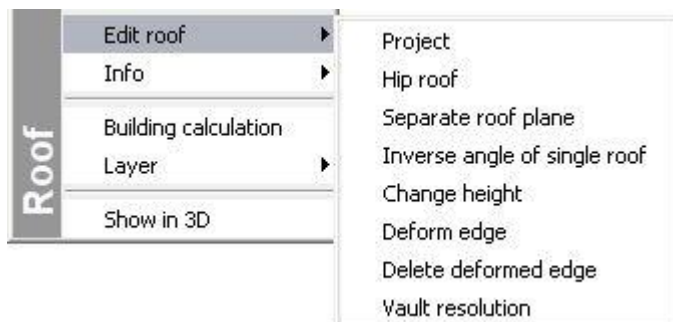 Roof
Edit roof
Info
Building calculation
Layer
Show in 3D
Project
Hip roof
Separate roof plane
Inverse angle of single roof
Change height
Deform edge
Delete deformed edge
Vault resolution